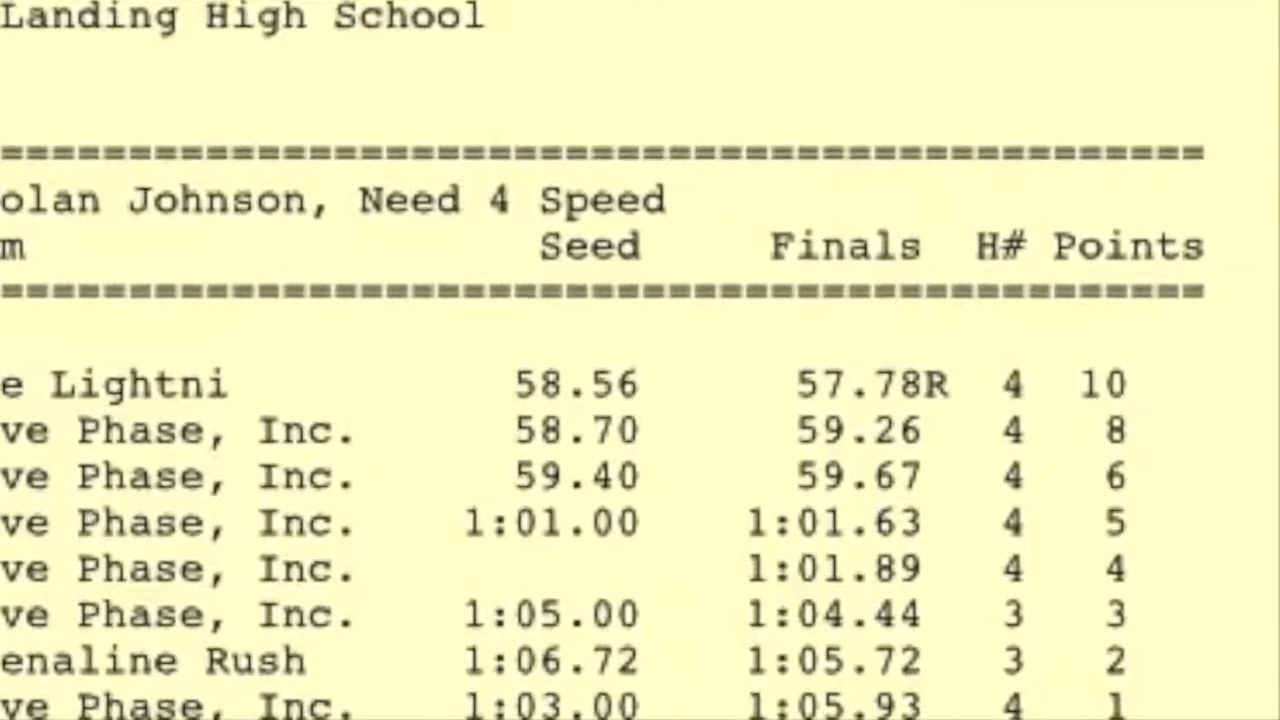 Landing High School
===============================================
olan Johnson, Need 4 Speed
m Seed Finals H# Points
===============================================
e Lightni 58.56 57.78R 4 10
ve Phase, Inc. 58.70 59.26 4 8
ve Phase, Inc. 59.40 59.67 4 6
ve Phase, Inc. 1:01.00 1:01.63 4 5
ve Phase, Inc. 1:01.89 4 4
ve Phase, Inc. 1:05.00 1:04.44 3 3
enaline Rush 1:06.72 1:05.72 3 2
ve Phase, Inc. 1:03.00 1:05.93 4 1